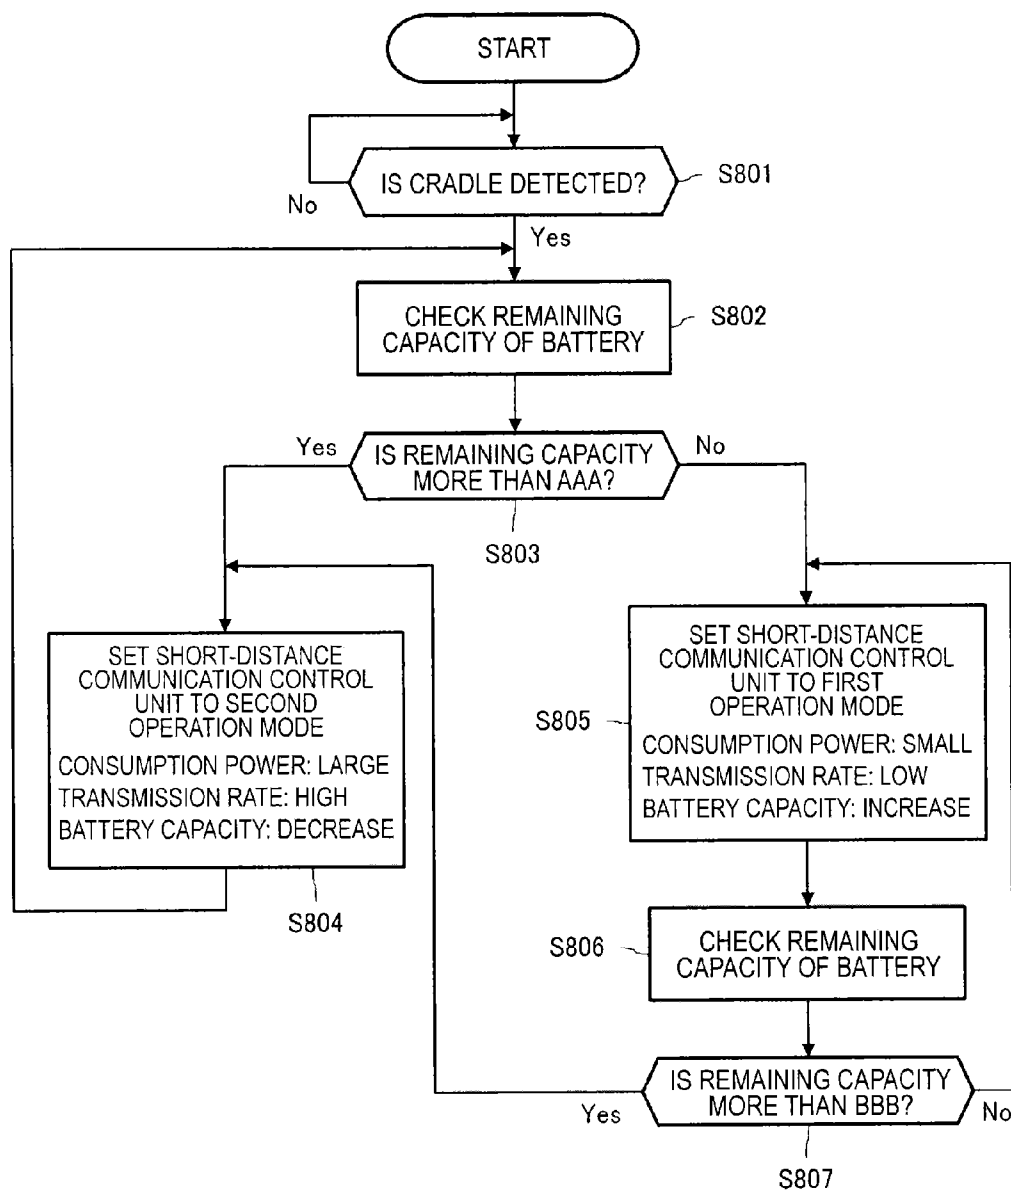 START
IS CRADLE DETECTED?
S801
No
Yes
CHECK REMAINING
CAPACITY OF BATTERY
S802
Yes
IS REMAINING CAPACITY
MORE THAN AAA?
No
S803
SET SHORT-DISTANCE
COMMUNICATION CONTROL
UNIT TO SECOND
OPERATION MODE
CONSUMPTION POWER: LARGE
TRANSMISSION RATE: HIGH
BATTERY CAPACITY: DECREASE
S804
S805
SET SHORT-DISTANCE
COMMUNICATION CONTROL
UNIT TO FIRST
OPERATION MODE
CONSUMPTION POWER: SMALL
TRANSMISSION RATE: LOW
BATTERY CAPACITY: INCREASE
S806
CHECK REMAINING
CAPACITY OF BATTERY
IS REMAINING CAPACITY
MORE THAN BBB?
Yes
No
S807